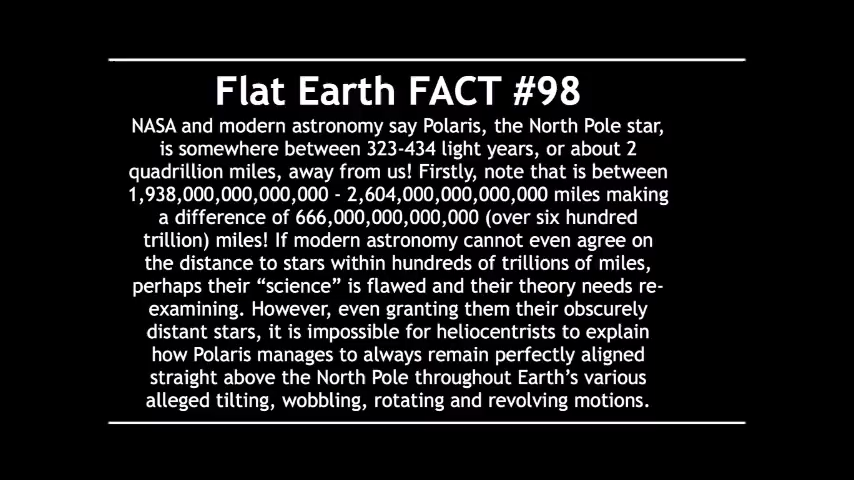 Flat Earth FACT #98
NASA and modern astronomy say Polaris, the North Pole star,
is somewhere between 323-434 light years, or about 2
quadrillion miles, away from us! Firstly, note that is between
1,938,000,000,000,000 - 2,604,000,000,000,000 miles making
a difference of 666,000,000,000,000 (over six hundred
trillion) miles! If modern astronomy cannot even agree on
the distance to stars within hundreds of trillions of miles,
perhaps their “science” is flawed and their theory needs re-
examining. However, even granting them their obscurely
distant stars, it is impossible for heliocentrists to explain
how Polaris manages to always remain perfectly aligned
straight above the North Pole throughout Earth’s various
alleged tilting, wobbling, rotating and revolving motions.